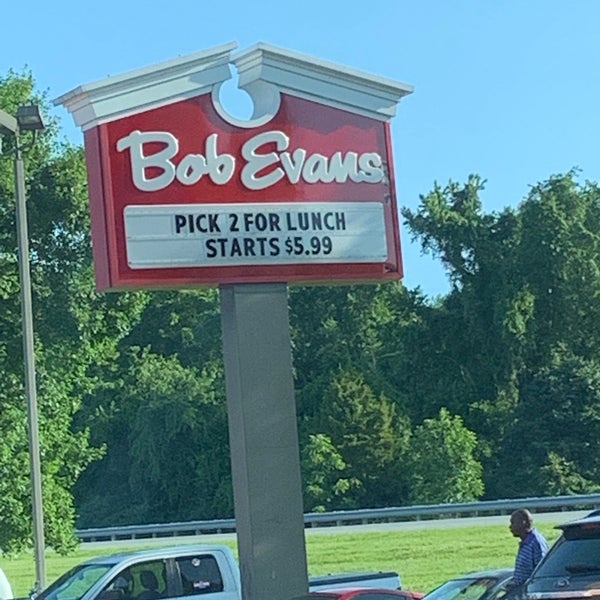 Bob Evans
PICK 2 FOR LUNCH
STARTS $5.99